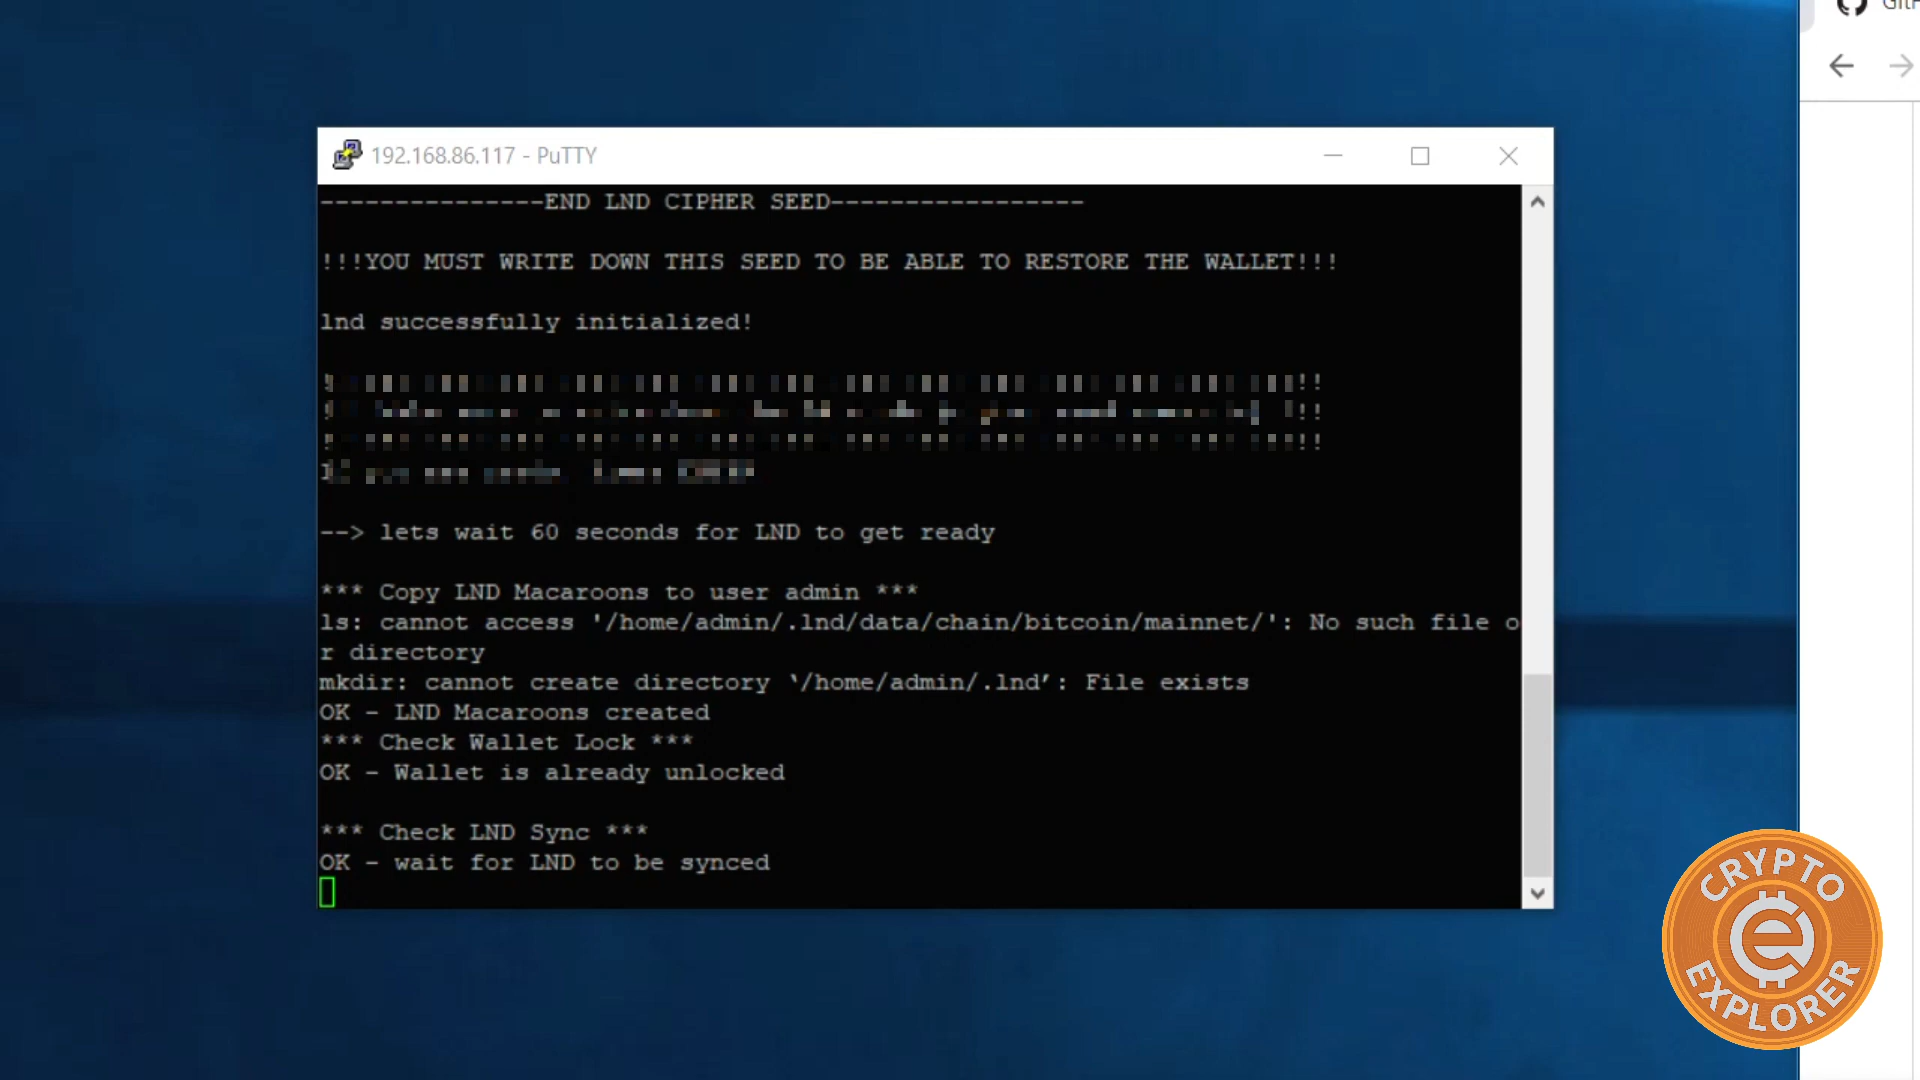 GitH
192.168.86.117 - PuTTY
---------------END LND CIPHER SEED-----------------
!!!YOU MUST WRITE DOWN THIS SEED TO BE ABLE TO RESTORE THE WALLET!!!
lnd successfully initialized!
--> lets wait 60 seconds for LND to get ready
*** Copy LND Macaroons to user admin ***
ls: cannot access '/home/admin/.lnd/data/chain/bitcoin/mainnet/': No such file o
r directory
mkdir: cannot create directory ‘/home/admin/.lnd’: File exists
OK - LND Macaroons created
*** Check Wallet Lock ***
OK - Wallet is already unlocked
*** Check LND Sync ***
OK - wait for LND to be synced
CRYPTO
EXPLORER